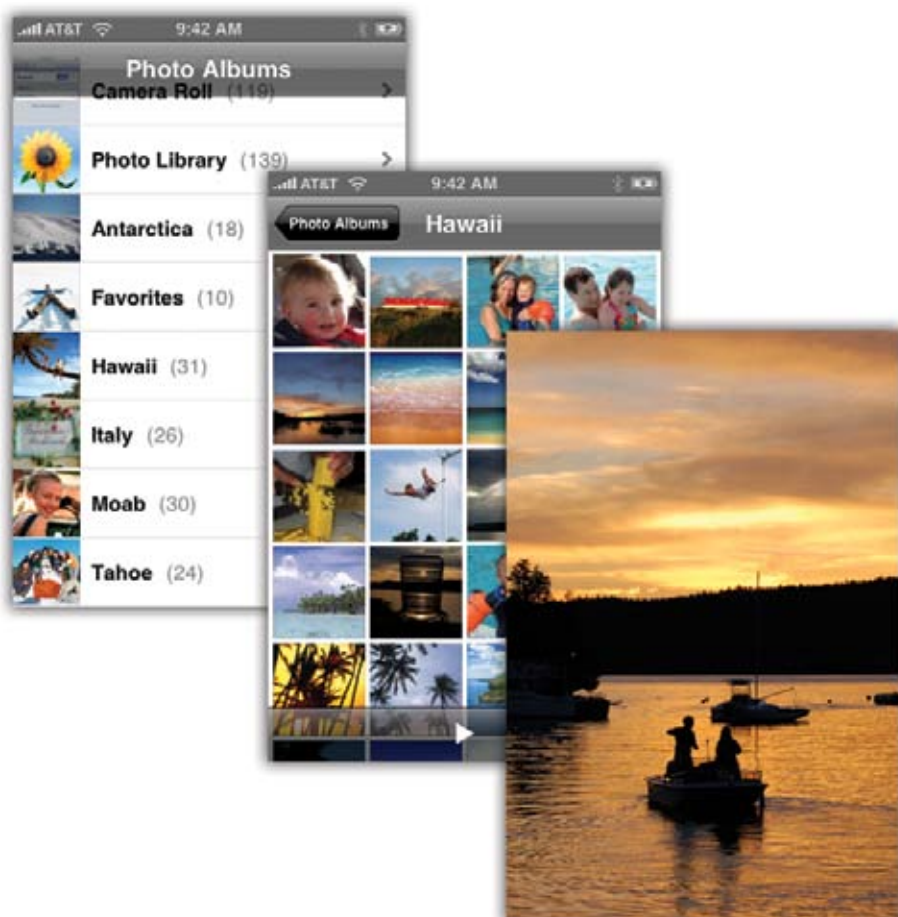 AT&T 9:42 AM
Photo Albums
Camera Roll (119)
Photo Library (139)
Antarctica (18)
Favorites (10)
Hawaii (31)
Italy (26)
Moab (30)
Tahoe (24)
AT&T 9:42 AM
Photo Albums Hawaii